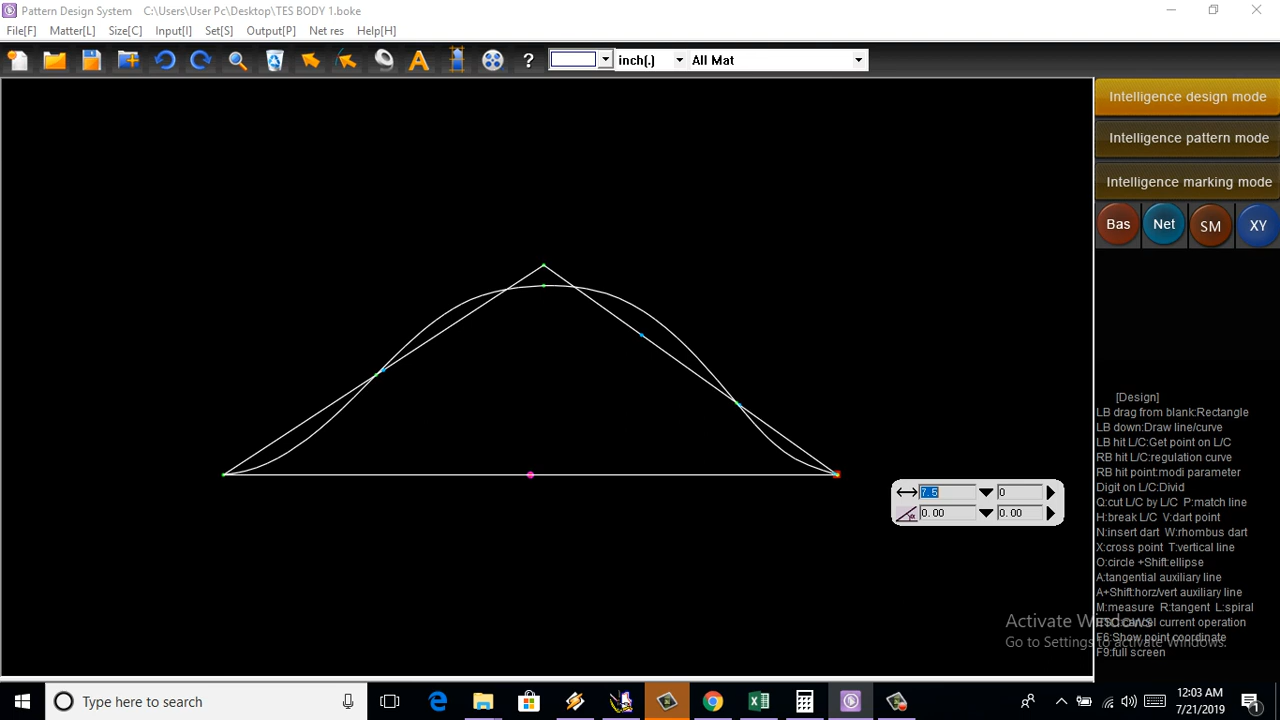 Pattern Design System C:\Users\User Pc\Desktop\TES BODY 1.boke
File[F] Matter[L] Size[C] Input[I] Set[S] Output[P] Net res Help[H]
A ? inch(.) All Mat
Intelligence design mode
Intelligence pattern mode
Intelligence marking mode
Bas Net SM XY
[Design]
LB drag from blank:Rectangle
LB down:Draw line/curve
LB hit L/C:Get point on L/C
RB hit L/C:regulation curve
RB hit point:modi parameter
Digit on L/C:Divid
Q:cut L/C by L/C P:match line
H:break L/C V:dart point
N:insert dart W:rhombus dart
X:cross point T:vertical line
O:circle +Shift:ellipse
A:tangential auxiliary line
A+Shift:horz/vert auxiliary line
M:measure R:tangent L:spiral
cancel current operation
F6:Show point coordinate
F9:full screen
7.5 0
0.00 0.00
Activate Windows
Go to Settings to activate Windows.
Type here to search
12:03 AM
7/21/2019
1